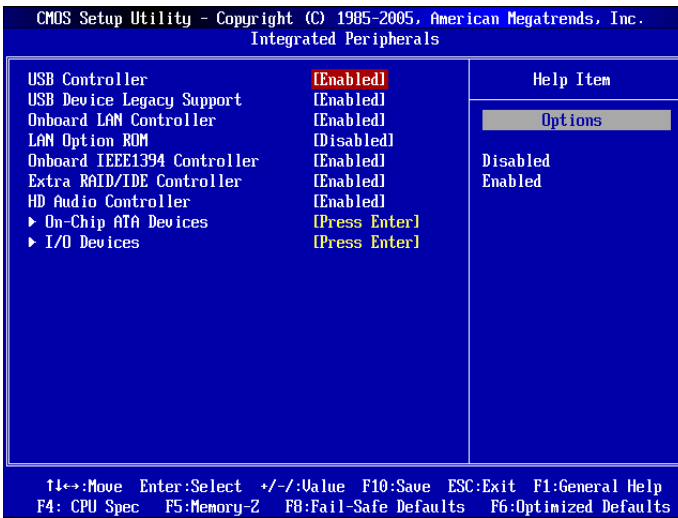 CMOS Setup Utility - Copyright (C) 1985-2005, American Megatrends, Inc.
Integrated Peripherals
USB Controller [Enabled]
USB Device Legacy Support [Enabled]
Onboard LAN Controller [Enabled]
LAN Option ROM [Disabled]
Onboard IEEE1394 Controller [Enabled]
Extra RAID/IDE Controller [Enabled]
HD Audio Controller [Enabled]
▶ On-Chip ATA Devices [Press Enter]
▶ I/O Devices [Press Enter]
Help Item
Options
Disabled
Enabled
↑↓↔:Move Enter:Select +/-/:Value F10:Save ESC:Exit F1:General Help
F4: CPU Spec F5:Memory-Z F8:Fail-Safe Defaults F6:Optimized Defaults